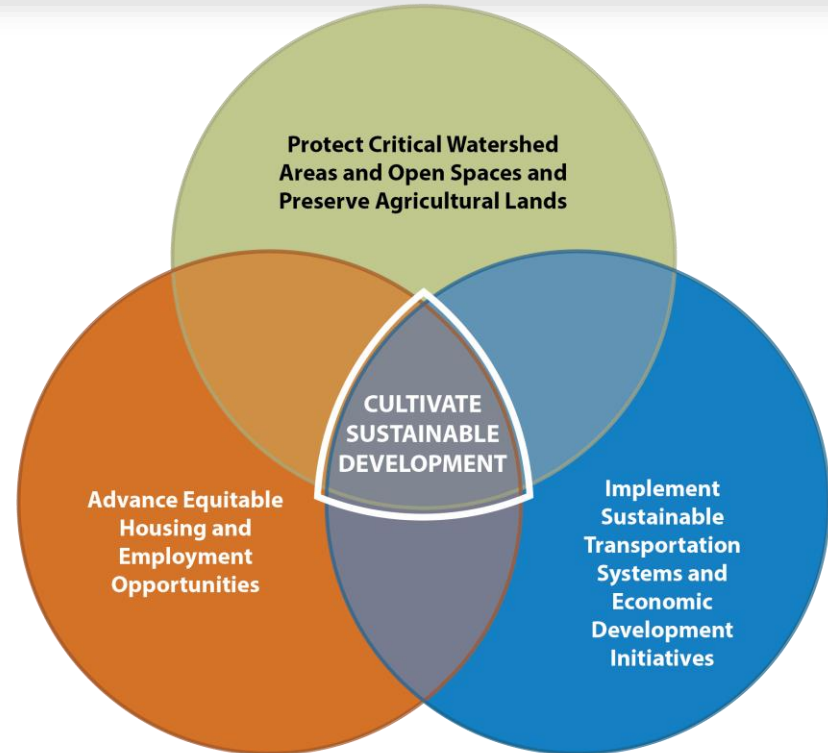 Protect Critical Watershed
Areas and Open Spaces and
Preserve Agricultural Lands
CULTIVATE
SUSTAINABLE
DEVELOPMENT
Advance Equitable
Housing and
Employment
Opportunities
Implement
Sustainable
Transportation
Systems and
Economic
Development
Initiatives